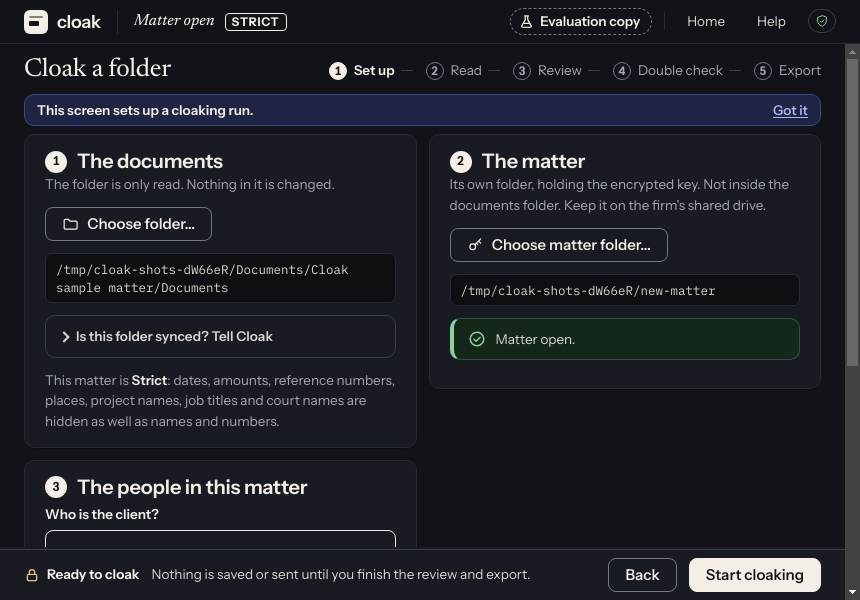 cloak
Matter open STRICT
Evaluation copy
Home
Help
Cloak a folder
1 Set up
2 Read
3 Review
4 Double check
5 Export
This screen sets up a cloaking run.
Got it
1 The documents
The folder is only read. Nothing in it is changed.
Choose folder...
/tmp/cloak-shots-dW66eR/Documents/Cloak
sample matter/Documents
Is this folder synced? Tell Cloak
This matter is Strict: dates, amounts, reference numbers,
places, project names, job titles and court names are
hidden as well as names and numbers.
2 The matter
Its own folder, holding the encrypted key. Not inside the
documents folder. Keep it on the firm's shared drive.
Choose matter folder...
/tmp/cloak-shots-dW66eR/new-matter
Matter open.
3 The people in this matter
Who is the client?
Ready to cloak
Nothing is saved or sent until you finish the review and export.
Back
Start cloaking